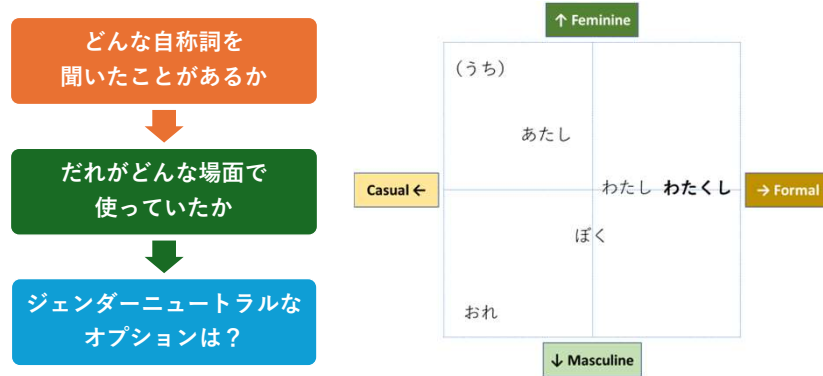 どんな自称詞を
聞いたことがあるか
だれがどんな場面で
使っていたか
ジェンダーニュートラルな
オプションは？
↑ Feminine
（うち）
あたし
Casual ←
わたし
わたくし
→ Formal
ぼく
おれ
↓ Masculine